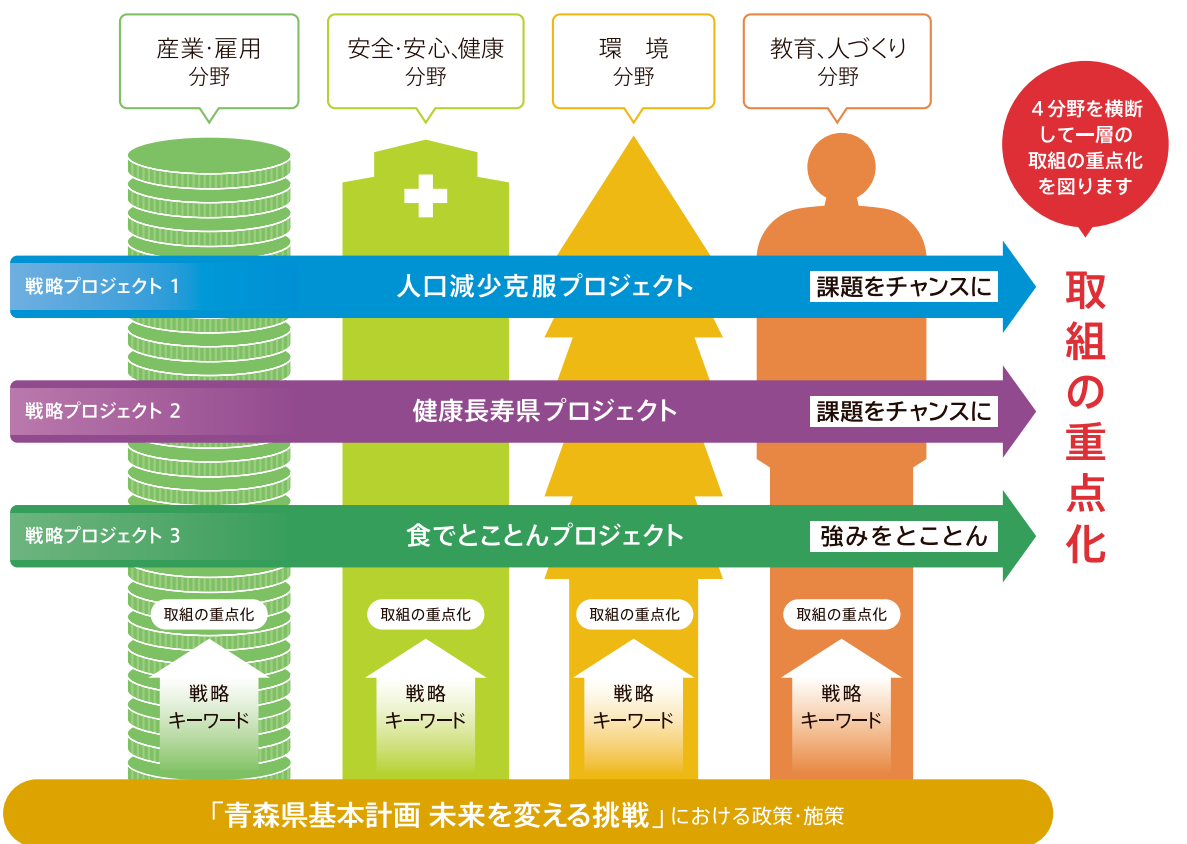 産業･雇用
分野
安全･安心、健康
分野
環　境
分野
教育、人づくり
分野
４分野を横断
して一層の
取組の重点化
を図ります
戦略プロジェクト 1
人口減少克服プロジェクト
課題をチャンスに
戦略プロジェクト 2
健康長寿県プロジェクト
課題をチャンスに
戦略プロジェクト 3
食でとことんプロジェクト
強みをとことん
取組の重点化
取組の重点化
取組の重点化
取組の重点化
取組の重点化
戦略
キーワード
戦略
キーワード
戦略
キーワード
戦略
キーワード
「青森県基本計画 未来を変える挑戦」における政策･施策